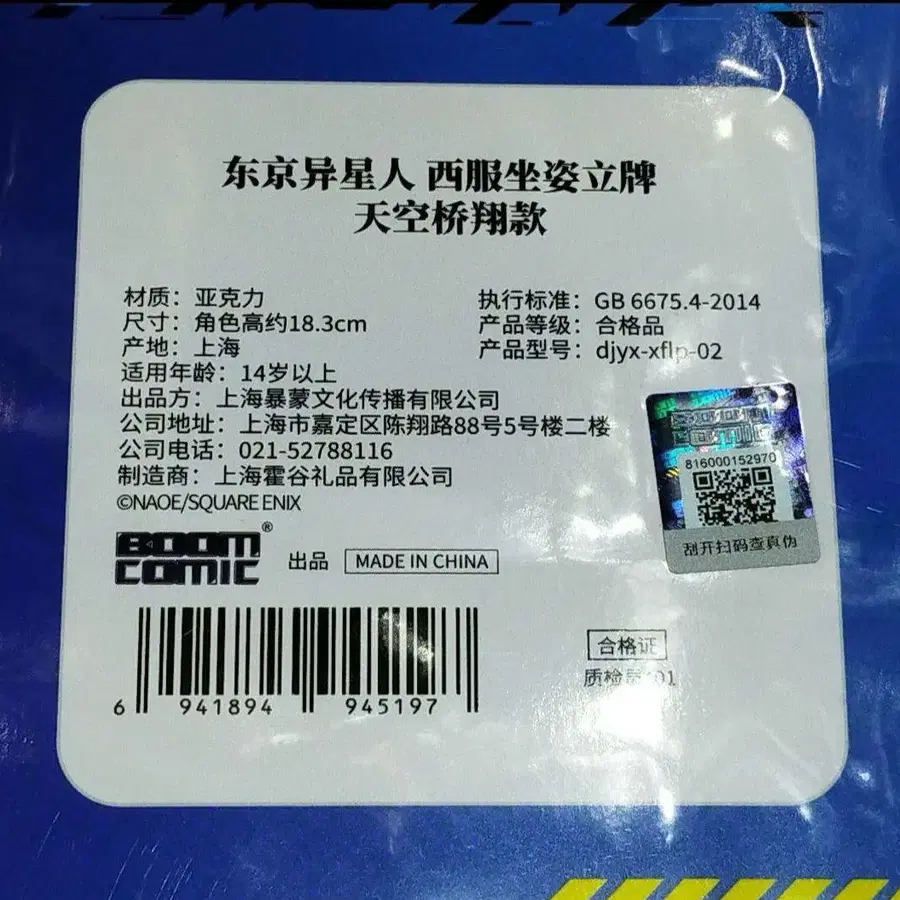 东京异星人 西服坐姿立牌
天空桥翔款
材质：亚克力
尺寸：角色高约18.3cm
产地：上海
适用年龄：14岁以上
出品方：上海暴蒙文化传播有限公司
公司地址：上海市嘉定区陈翔路88号5号楼二楼
公司电话：021-52788116
制造商：上海霍谷礼品有限公司
©NAOE/SQUARE ENIX
执行标准：GB 6675.4-2014
产品等级：合格品
产品型号：djyx-xflp-02
BOOM COMIC
816000152970
刮开扫码查真伪
BOOM®
COMIC
出品 MADE IN CHINA
6 941894 945197
合格证
质检员 01